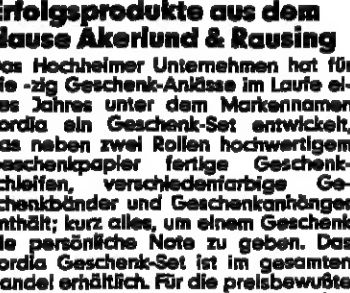 rfolgsprodukte aus dem
ause Åkerlund & Rausing
as Hochheimer Unternehmen hat für
ie -zig Geschenk-Anlässe im Laufe ei-
es Jahres unter dem Markennamen
ordia ein Geschenk-Set entwickelt,
as neben zwei Rollen hochwertigem
eschenkpapier fertige Geschenk-
chleifen, verschiedenfarbige Ge-
chenkbänder und Geschenkanhänger
nthält; kurz alles, um einem Geschenk
ie persönliche Note zu geben. Das
ordia Geschenk-Set ist im gesamten
andel erhältlich. Für die preisbewußte